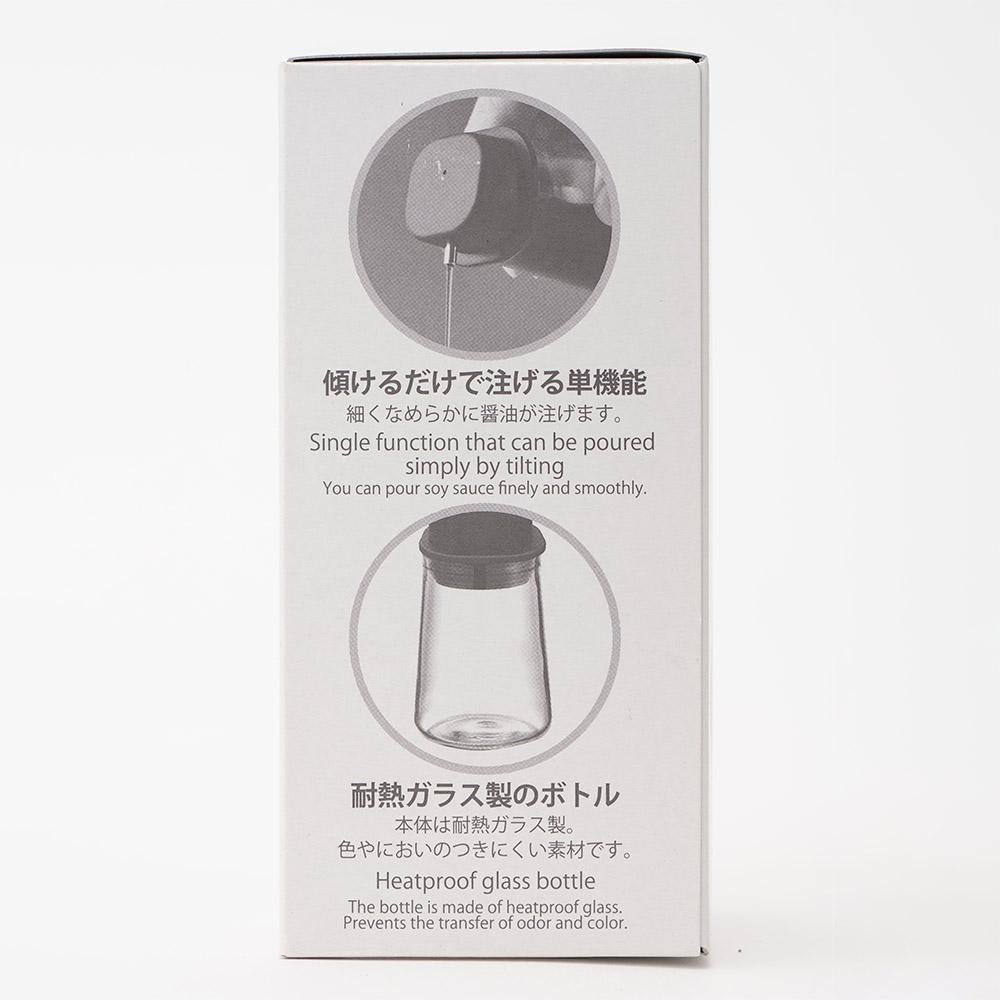 傾けるだけで注げる単機能
細くなめらかに醤油が注げます。
Single function that can be poured
simply by tilting
You can pour soy sauce finely and smoothly.
耐熱ガラス製のボトル
本体は耐熱ガラス製。
色やにおいのつきにくい素材です。
Heatproof glass bottle
The bottle is made of heatproof glass.
Prevents the transfer of odor and color.